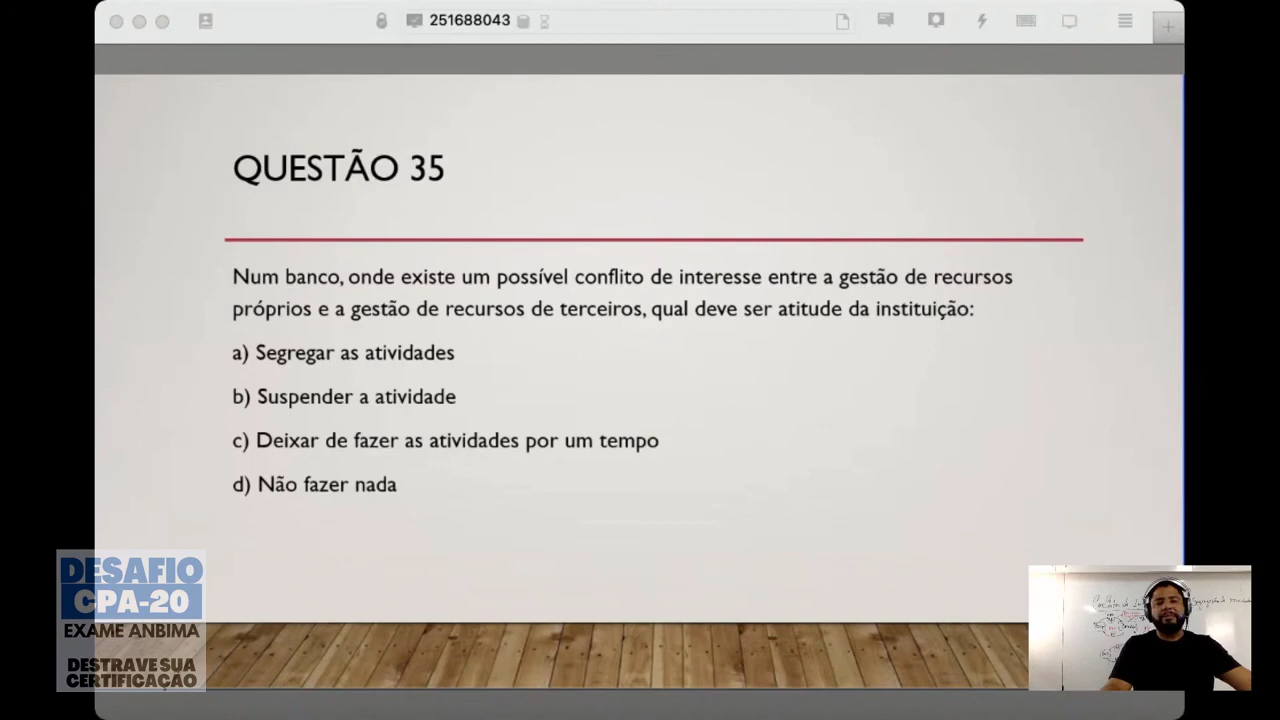 251688043
QUESTÃO 35
Num banco, onde existe um possível conflito de interesse entre a gestão de recursos
próprios e a gestão de recursos de terceiros, qual deve ser atitude da instituição:
a) Segregar as atividades
b) Suspender a atividade
c) Deixar de fazer as atividades por um tempo
d) Não fazer nada
DESAFIO
CPA-20
EXAME ANBIMA
DESTRAVE SUA
CERTIFICAÇÃO